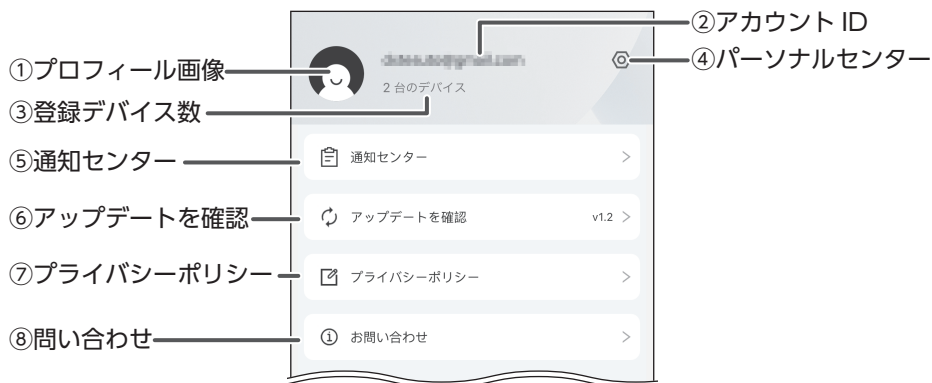 ②アカウント ID
①プロフィール画像
④パーソナルセンター
2 台のデバイス
③登録デバイス数
⑤通知センター
通知センター
⑥アップデートを確認
アップデートを確認 v1.2
⑦プライバシーポリシー
プライバシーポリシー
⑧問い合わせ
お問い合わせ